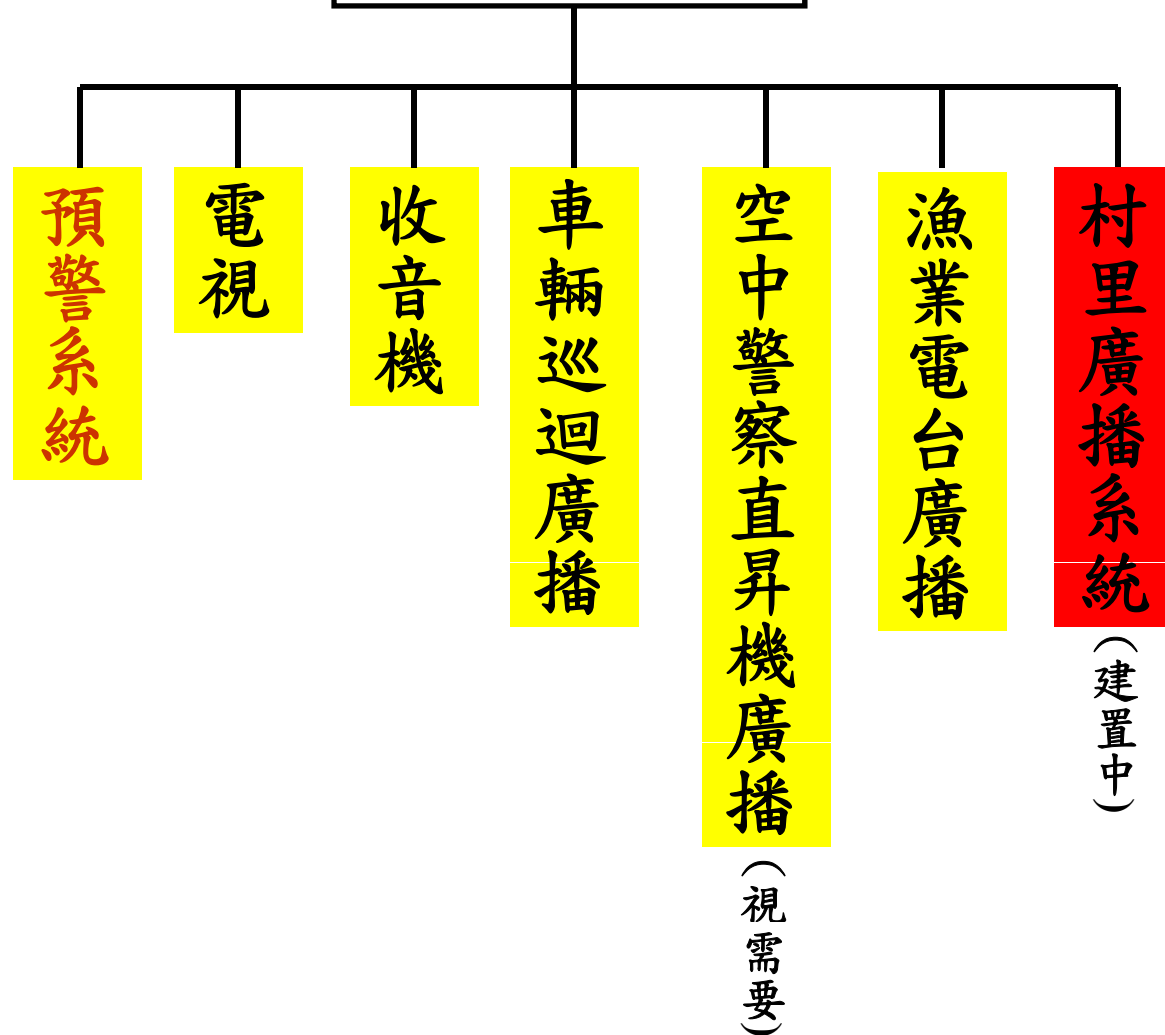 預警系統
電視
收音機
車輛巡迴廣播
空中警察直昇機廣播
(視需要)
漁業電台廣播
村里廣播系統
(建置中)